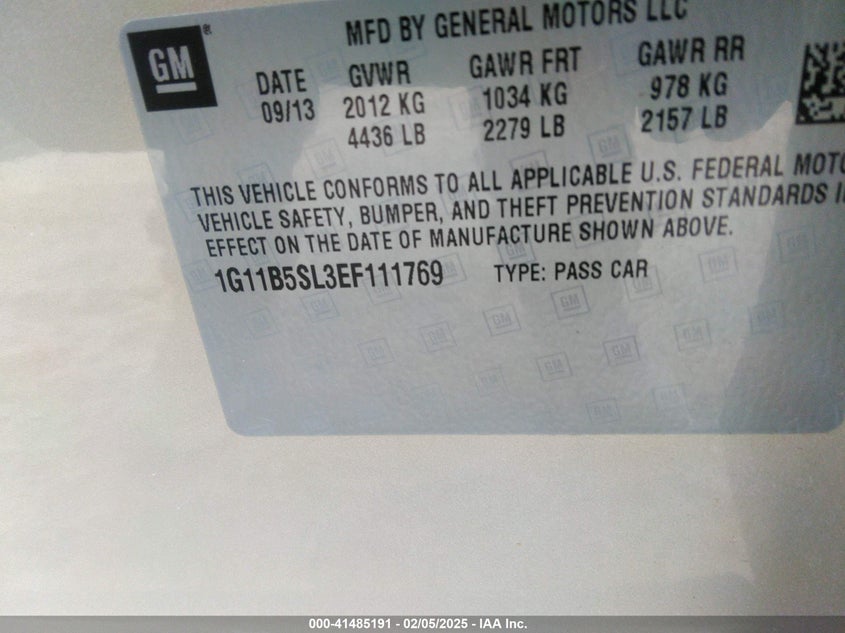 GM
MFD BY GENERAL MOTORS LLC
DATE GVWR GAWR FRT GAWR RR
09/13 2012 KG 1034 KG 978 KG
4436 LB 2279 LB 2157 LB
THIS VEHICLE CONFORMS TO ALL APPLICABLE U.S. FEDERAL MOTO
VEHICLE SAFETY, BUMPER, AND THEFT PREVENTION STANDARDS I
EFFECT ON THE DATE OF MANUFACTURE SHOWN ABOVE.
1G11B5SL3EF111769 TYPE: PASS CAR
000-41485191 - 02/05/2025 - IAA Inc.